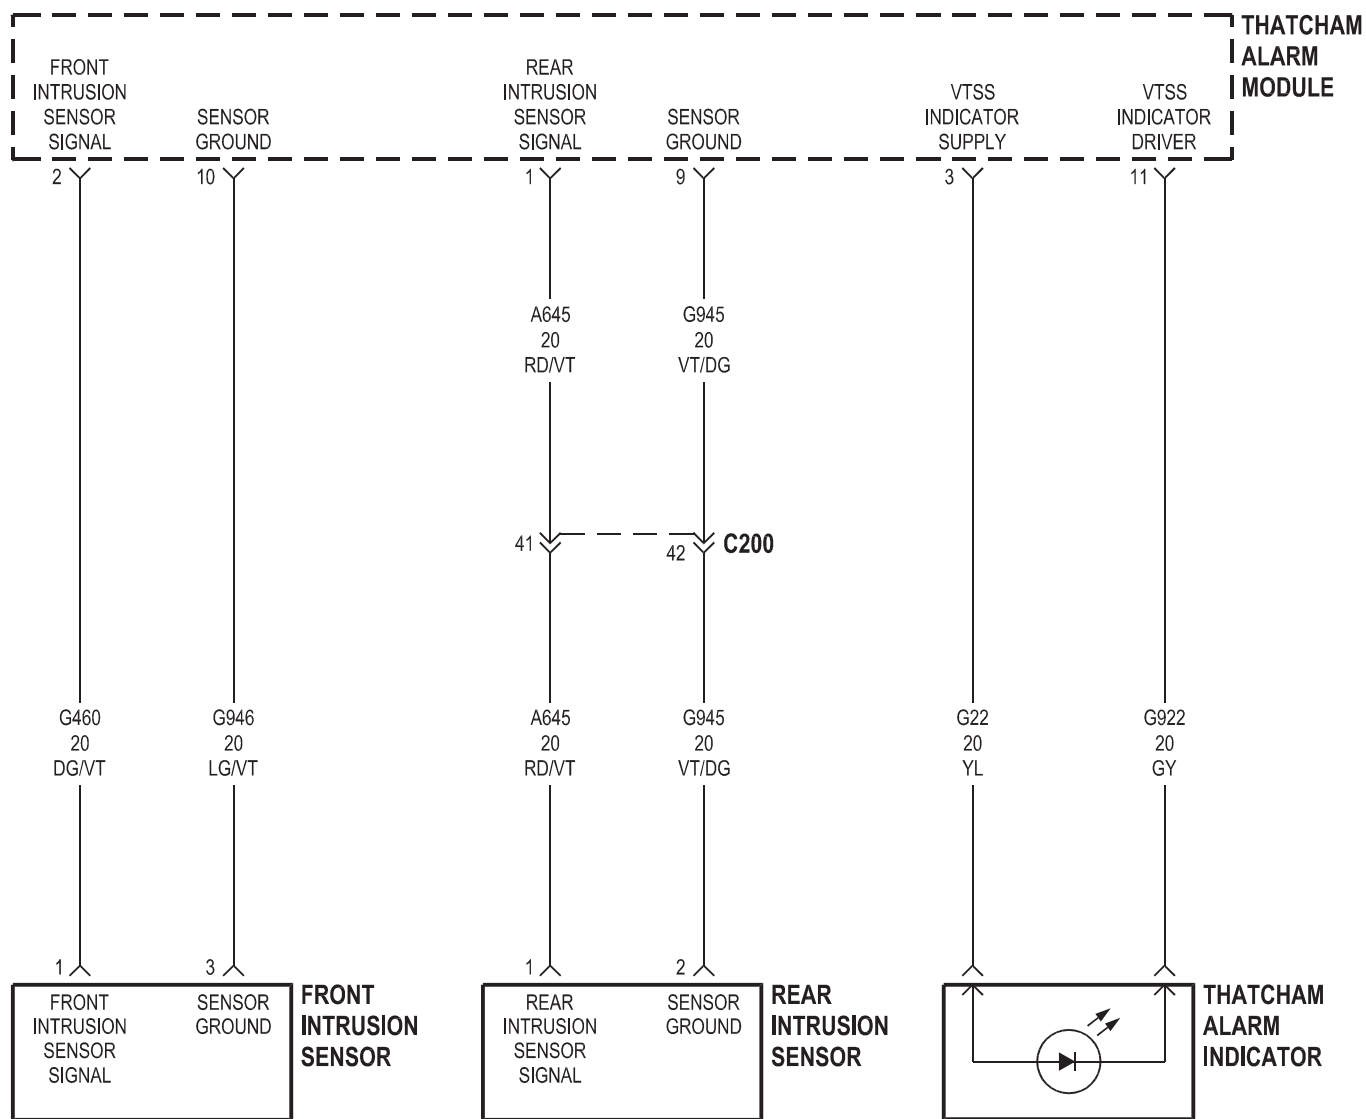 THATCHAM
ALARM
MODULE
FRONT
INTRUSION
SENSOR
SIGNAL
SENSOR
GROUND
REAR
INTRUSION
SENSOR
SIGNAL
SENSOR
GROUND
VTSS
INDICATOR
SUPPLY
VTSS
INDICATOR
DRIVER
2
10
1
9
3
11
A645
20
RD/VT
G945
20
VT/DG
41
42
C200
G460
20
DG/VT
G946
20
LG/VT
A645
20
RD/VT
G945
20
VT/DG
G22
20
YL
G922
20
GY
1
3
1
2
FRONT
INTRUSION
SENSOR
SIGNAL
SENSOR
GROUND
FRONT
INTRUSION
SENSOR
REAR
INTRUSION
SENSOR
SIGNAL
SENSOR
GROUND
REAR
INTRUSION
SENSOR
THATCHAM
ALARM
INDICATOR